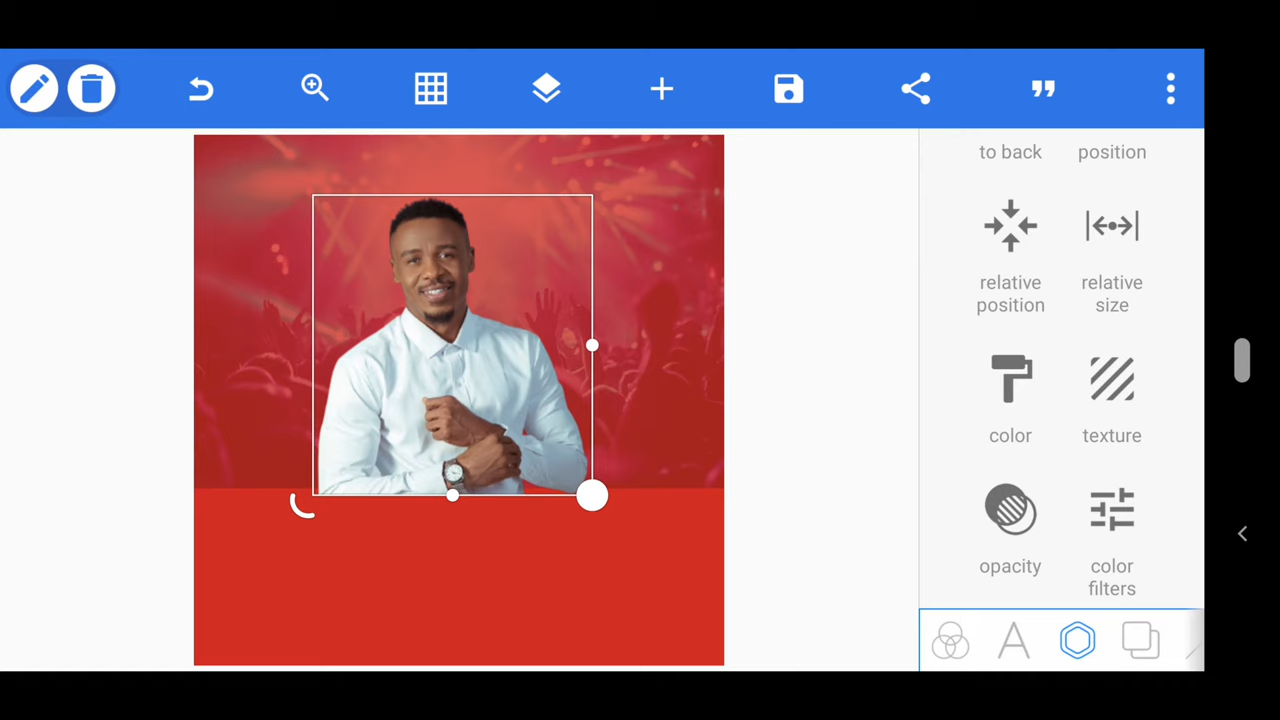 to back
position
relative
position
relative
size
color
texture
opacity
color
filters